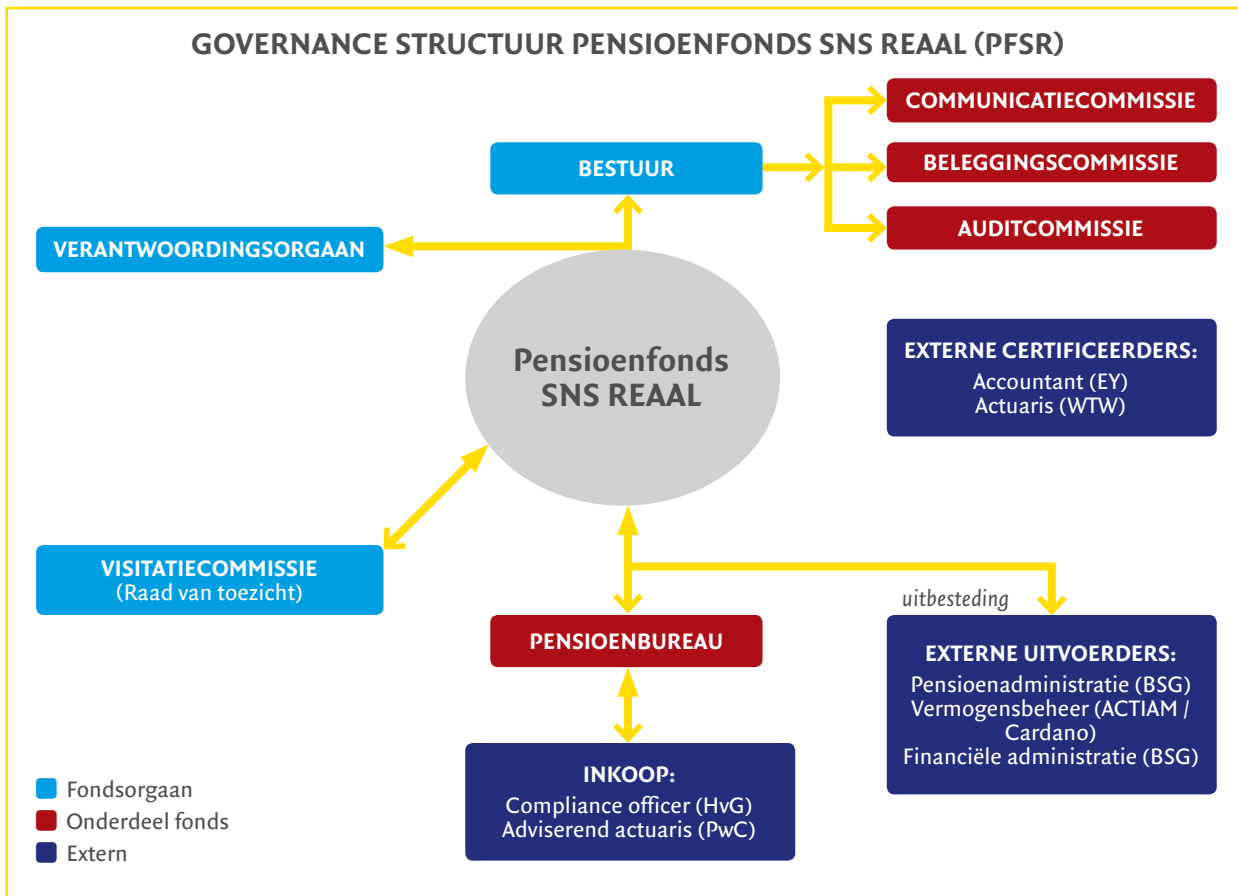 GOVERNANCE STRUCTUUR PENSIOENFONDS SNS REAAL (PFSR)
COMMUNICATIECOMMISSIE
BESTUUR
BELEGGINGSCOMMISSIE
AUDITCOMMISSIE
VERANTWOORDINGSORGAAN
Pensioenfonds
SNS REAAL
EXTERNE CERTIFICEERDERS:
Accountant (EY)
Actuaris (WTW)
VISITATIECOMMISSIE
(Raad van toezicht)
uitbesteding
PENSIOENBUREAU
EXTERNE UITVOERDERS:
Pensioenadministratie (BSG)
Vermogensbeheer (ACTIAM /
Cardano)
Financiële administratie (BSG)
INKOOP:
Compliance officer (HvG)
Adviserend actuaris (PwC)
Fondsorgaan
Onderdeel fonds
Extern